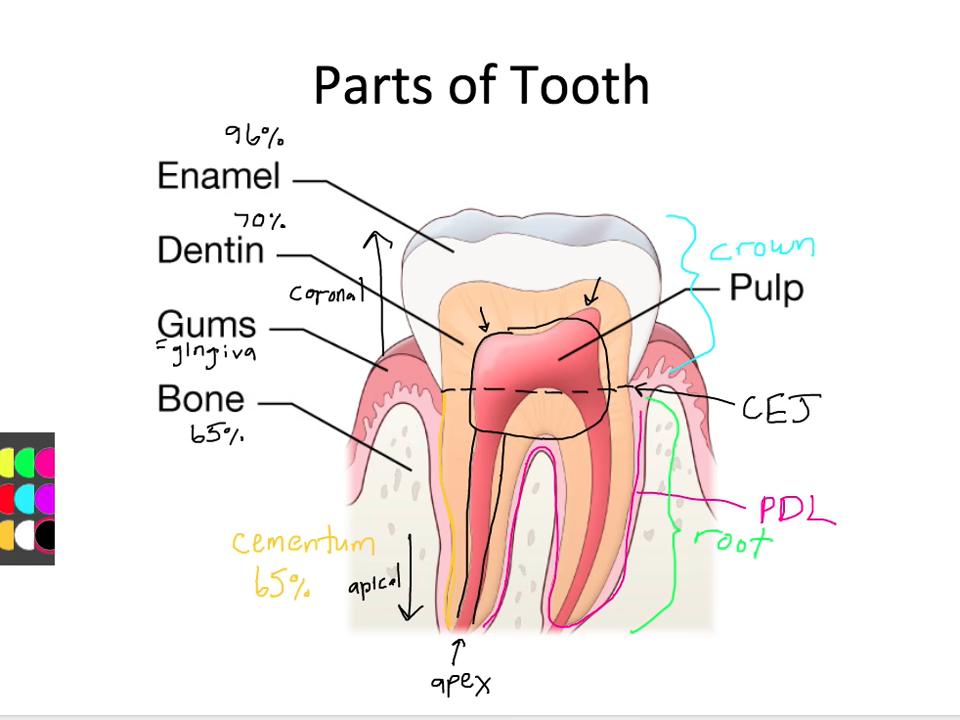 Parts of Tooth
96%
Enamel
70%
Dentin
coronal
crown
Pulp
Gums
= gingiva
Bone
65%
CEJ
PDL
root
cementum
65%
apical
apex